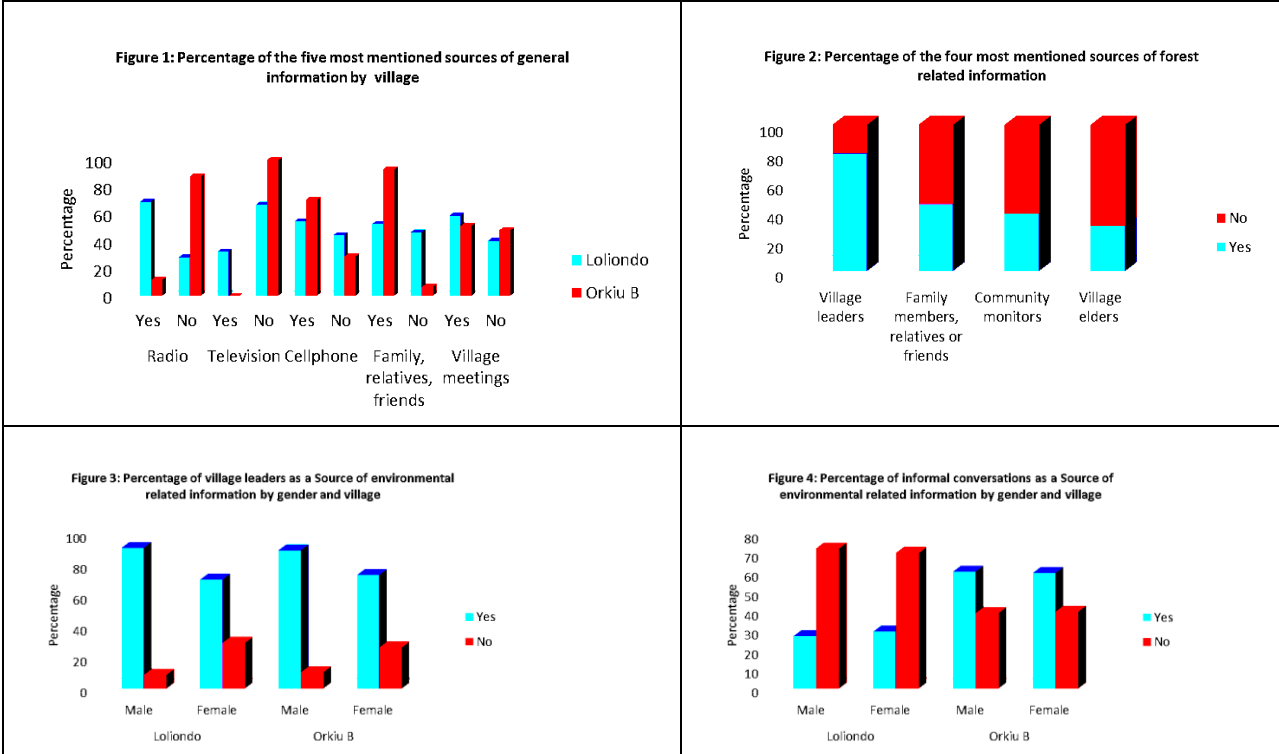 Figure 1: Percentage of the five most mentioned sources of general
information by village
Percentage
100
80
60
40
20
0
Yes No Yes No Yes No Yes No Yes No
Radio Television Cellphone Family, Village
relatives, meetings
friends
Loliondo
Orkiu B
Figure 2: Percentage of the four most mentioned sources of forest
related information
Percentage
100
80
60
40
20
0
Village Family Community Village
leaders members, monitors elders
relatives or
friends
No
Yes
Figure 3: Percentage of village leaders as a Source of environmental
related information by gender and village
Percentage
100
80
60
40
20
0
Male Female Male Female
Loliondo Orkiu B
Yes
No
Figure 4: Percentage of informal conversations as a Source of
environmental related information by gender and village
Percentage
80
70
60
50
40
30
20
10
0
Male Female Male Female
Loliondo Orkiu B
Yes
No